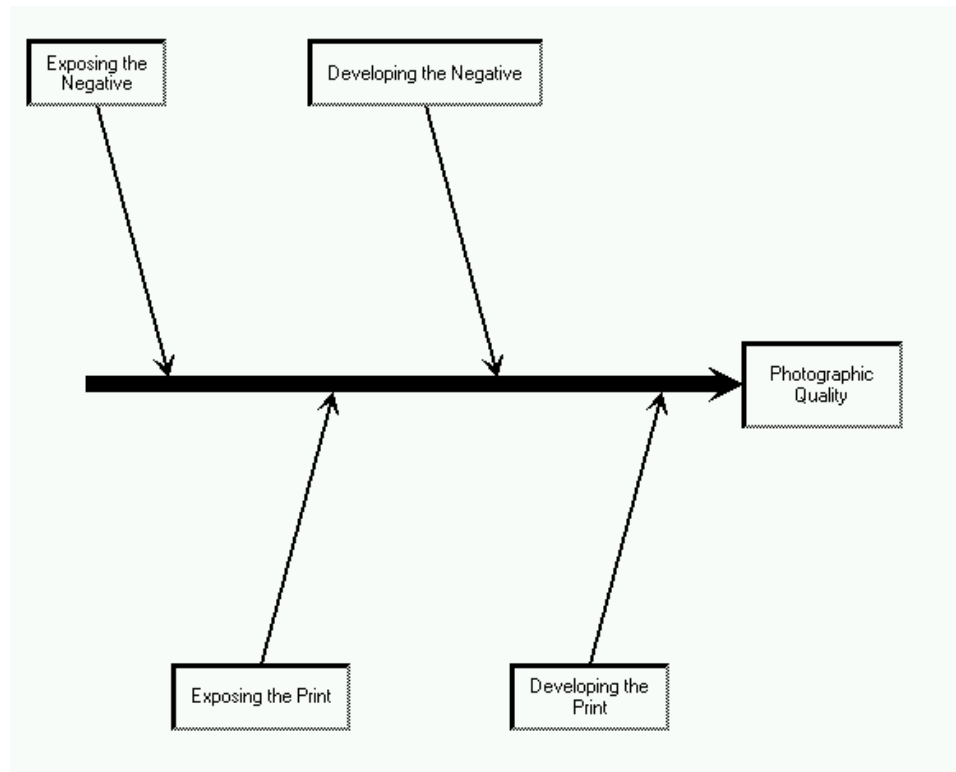 Exposing the
Negative
Developing the Negative
Photographic
Quality
Exposing the Print
Developing the
Print